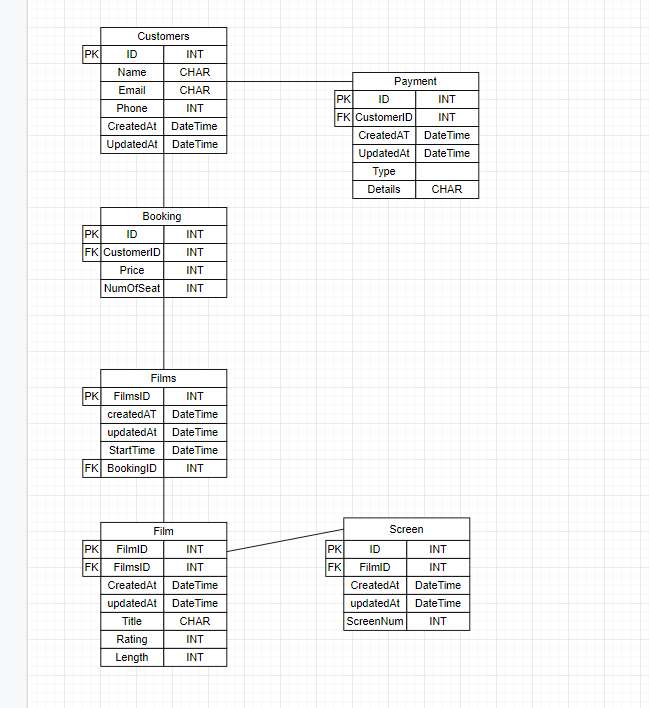 Customers
PK ID INT
Name CHAR
Email CHAR
Phone INT
CreatedAt DateTime
UpdatedAt DateTime
Payment
PK ID INT
FK CustomerID INT
CreatedAT DateTime
UpdatedAt DateTime
Type
Details CHAR
Booking
PK ID INT
FK CustomerID INT
Price INT
NumOfSeat INT
Films
PK FilmsID INT
createdAT DateTime
updatedAt DateTime
StartTime DateTime
FK BookingID INT
Film
PK FilmID INT
FK FilmsID INT
CreatedAt DateTime
updatedAt DateTime
Title CHAR
Rating INT
Length INT
Screen
PK ID INT
FK FilmID INT
CreatedAt DateTime
updatedAt DateTime
ScreenNum INT